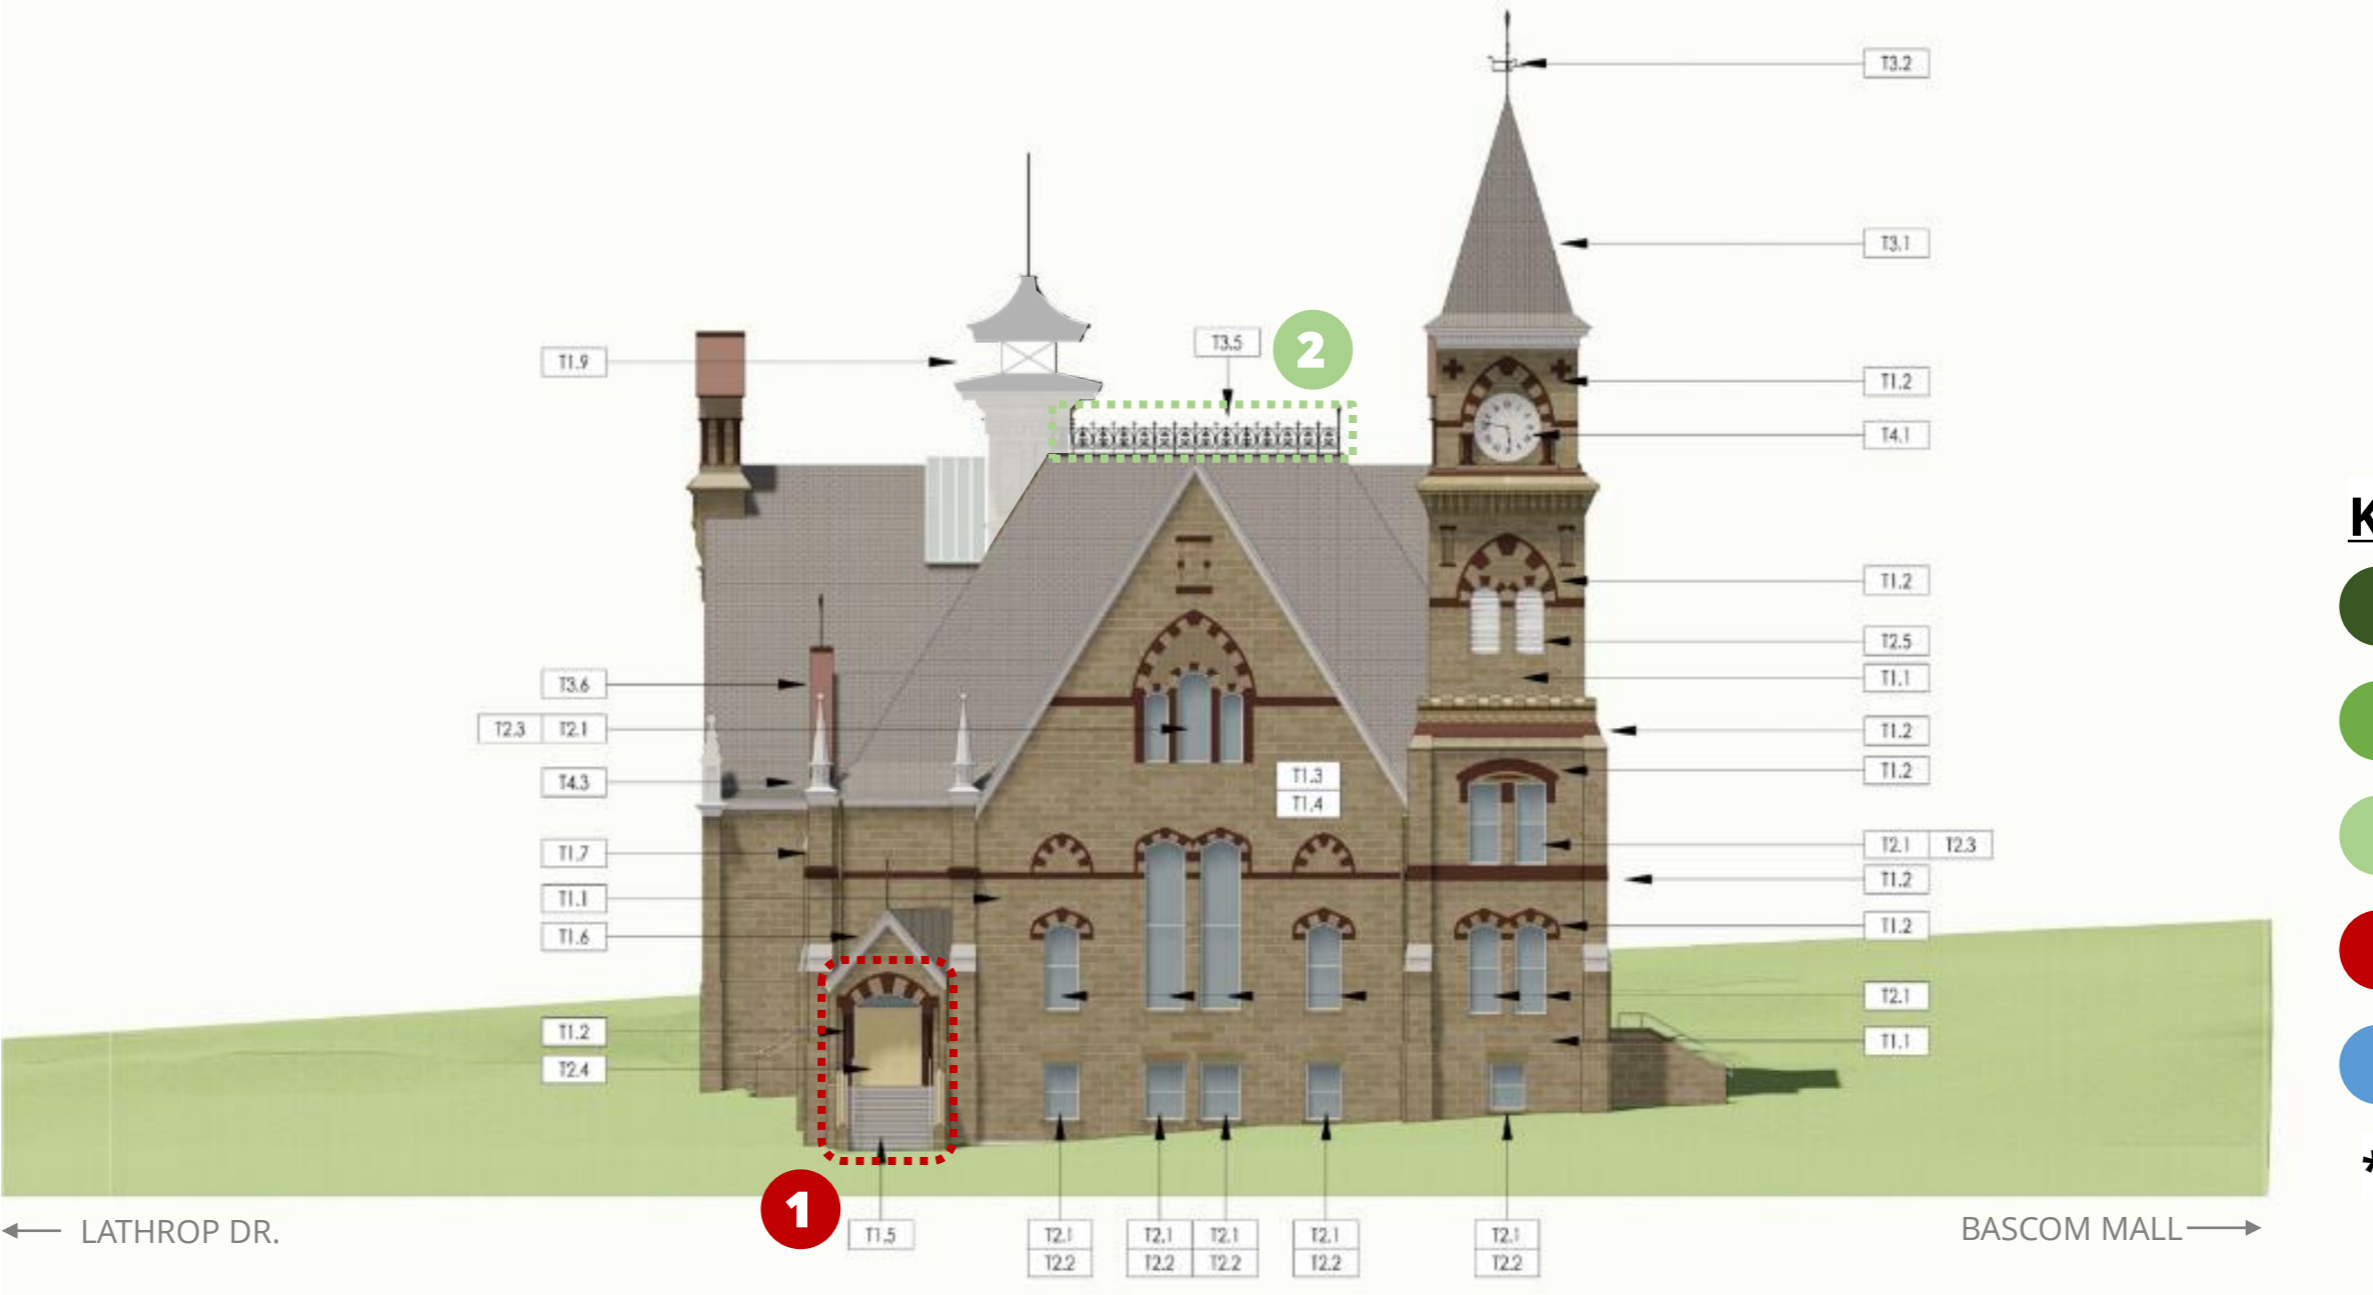 T3.2
T3.1
T3.5
2
T1.9
T1.2
T4.1
K
T1.2
T2.5
T3.6
T1.1
T2.3 T2.1
T1.2
T4.3
T1.3
T1.4
T1.2
T1.7
T2.1 T2.3
T1.2
T1.1
T1.6
T1.2
T2.1
T1.2
T1.1
T2.4
*
1
LATHROP DR.
T1.5
T2.1 T2.1 T2.1 T2.1 T2.1
T2.2 T2.2 T2.2 T2.2 T2.2
BASCOM MALL